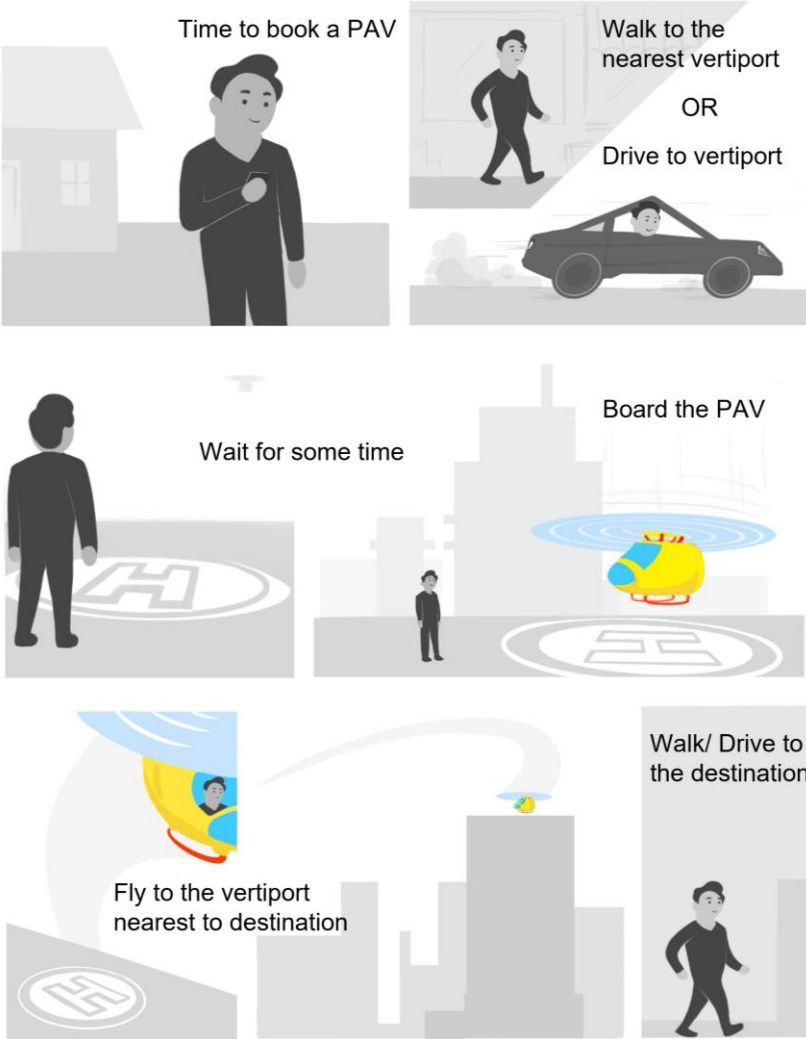 Time to book a PAV
Walk to the
nearest vertiport
OR
Drive to vertiport
Wait for some time
Board the PAV
H
H
Fly to the vertiport
nearest to destination
H
Walk/ Drive to
the destination